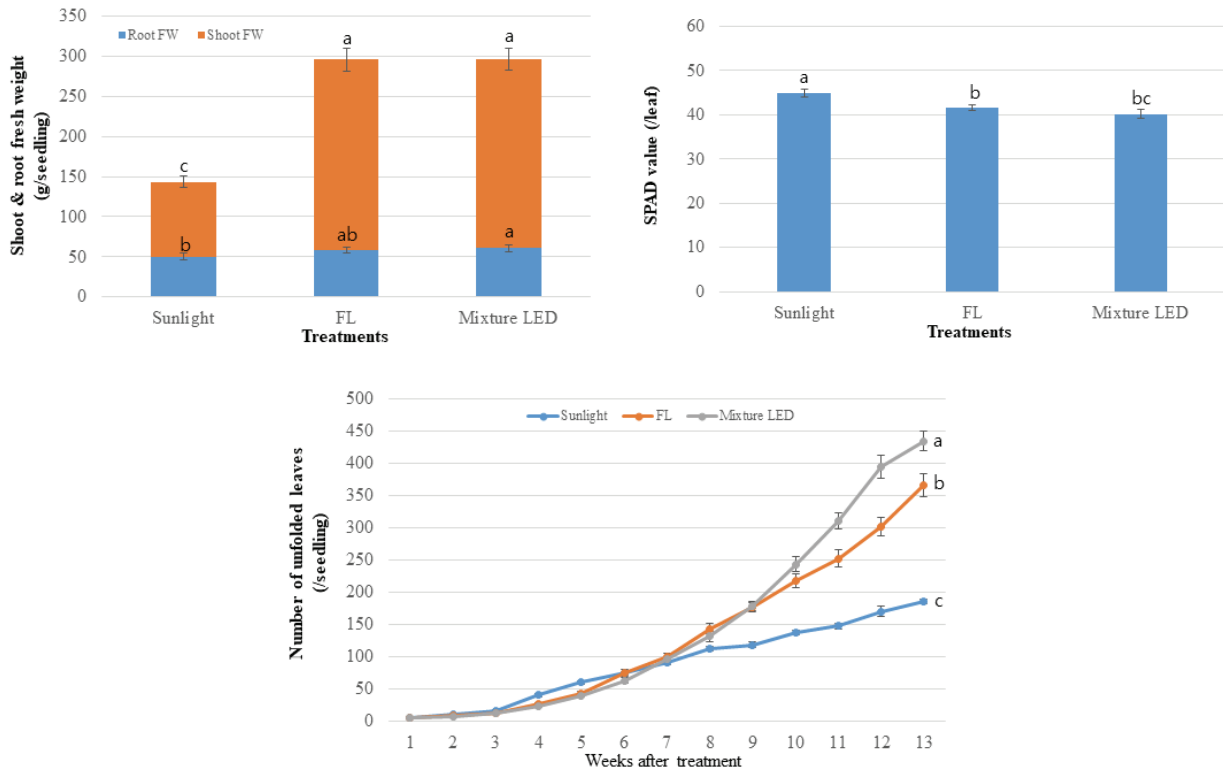 350
300
250
200
150
100
50
0
Shoot & root fresh weight
(g/seedling)
Root FW
Shoot FW
a
a
c
b
ab
a
Sunlight
FL
Mixture LED
Treatments
60
50
40
30
20
10
0
SPAD value (/leaf)
a
b
bc
Sunlight
FL
Mixture LED
Treatments
500
450
400
350
300
250
200
150
100
50
0
Number of unfolded leaves
(/seedling)
Sunlight
FL
Mixture LED
a
b
c
1 2 3 4 5 6 7 8 9 10 11 12 13
Weeks after treatment